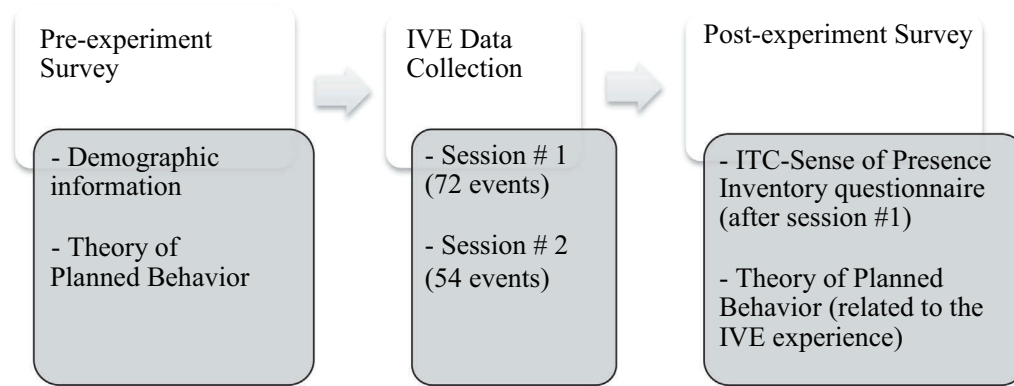 Pre-experiment
Survey
- Demographic
information
- Theory of
Planned Behavior
IVE Data
Collection
- Session # 1
(72 events)
- Session # 2
(54 events)
Post-experiment Survey
- ITC-Sense of Presence
Inventory questionnaire
(after session #1)
- Theory of Planned
Behavior (related to the
IVE experience)